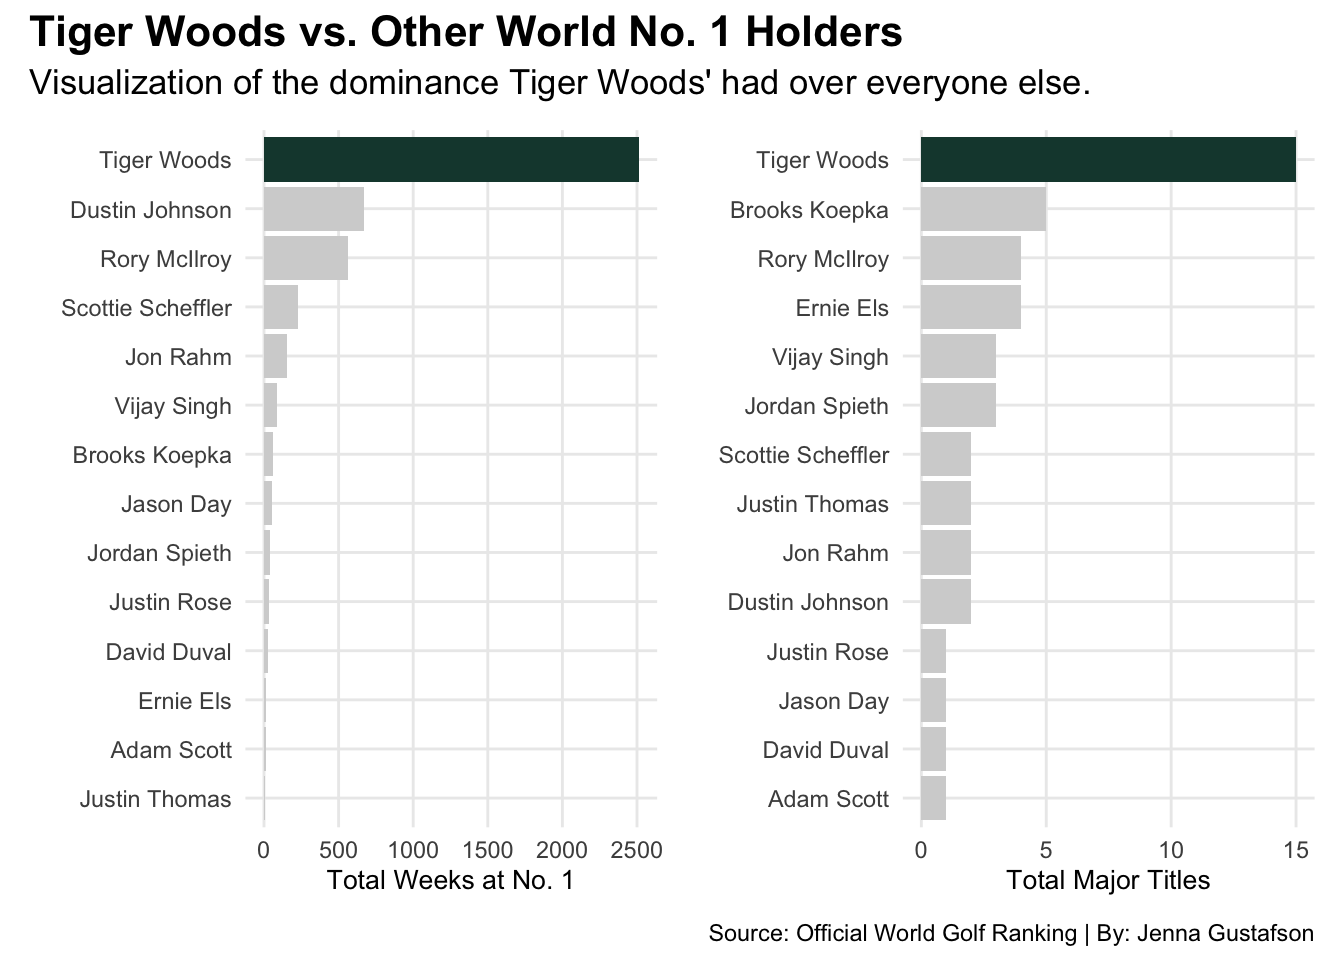 Tiger Woods vs. Other World No. 1 Holders
Visualization of the dominance Tiger Woods' had over everyone else.
Tiger Woods
Dustin Johnson
Rory McIlroy
Scottie Scheffler
Jon Rahm
Vijay Singh
Brooks Koepka
Jason Day
Jordan Spieth
Justin Rose
David Duval
Ernie Els
Adam Scott
Justin Thomas
0 500 1000 1500 2000 2500
Total Weeks at No. 1
Tiger Woods
Brooks Koepka
Rory McIlroy
Ernie Els
Vijay Singh
Jordan Spieth
Scottie Scheffler
Justin Thomas
Jon Rahm
Dustin Johnson
Justin Rose
Jason Day
David Duval
Adam Scott
0 5 10 15
Total Major Titles
Source: Official World Golf Ranking | By: Jenna Gustafson